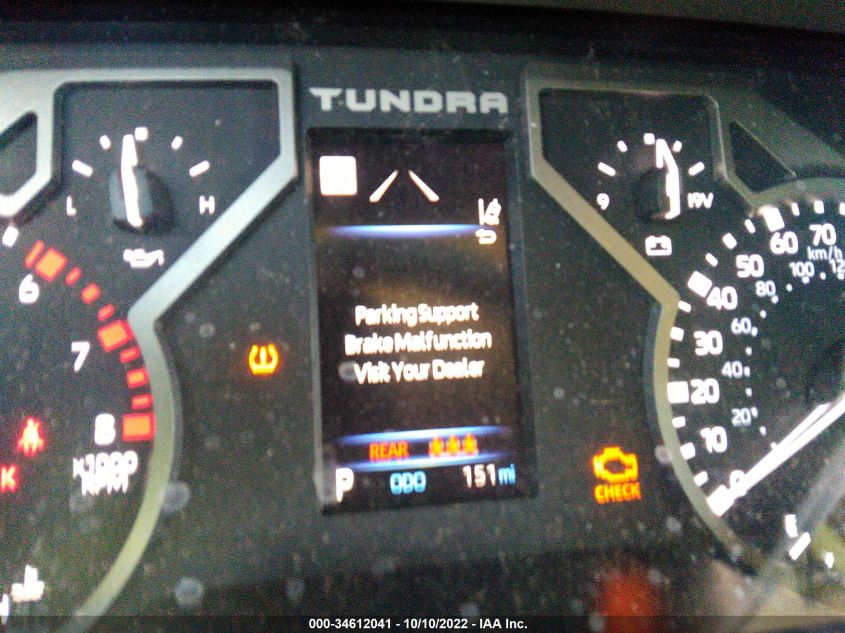 TUNDRA
L
H
9
19V
6
7
8
x1000
RPM
Parking Support
Brake Malfunction
Visit Your Dealer
REAR
P
ODO
151 mi
CHECK
70
60
50
40
30
20
10
0
km/h
100
80
60
40
20
E
000-34612041 - 10/10/2022 - IAA Inc.